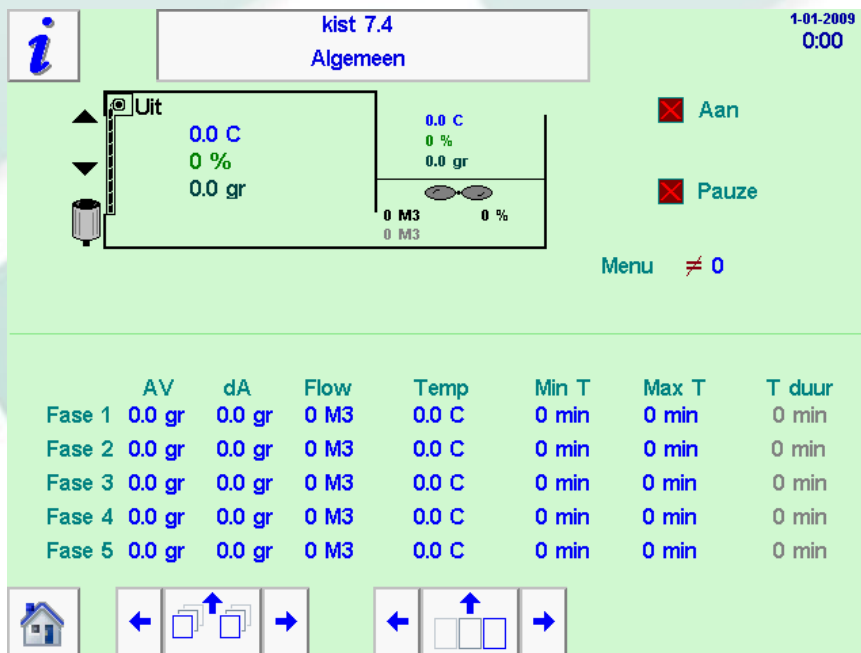 i
kist 7.4
Algemeen
1-01-2009
0:00
Uit
0.0 C
0 %
0.0 gr
0.0 C
0 %
0.0 gr
0 M3 0 %
0 M3
Aan
Pauze
Menu ≠ 0
AV dA Flow Temp Min T Max T T duur
Fase 1 0.0 gr 0.0 gr 0 M3 0.0 C 0 min 0 min 0 min
Fase 2 0.0 gr 0.0 gr 0 M3 0.0 C 0 min 0 min 0 min
Fase 3 0.0 gr 0.0 gr 0 M3 0.0 C 0 min 0 min 0 min
Fase 4 0.0 gr 0.0 gr 0 M3 0.0 C 0 min 0 min 0 min
Fase 5 0.0 gr 0.0 gr 0 M3 0.0 C 0 min 0 min 0 min